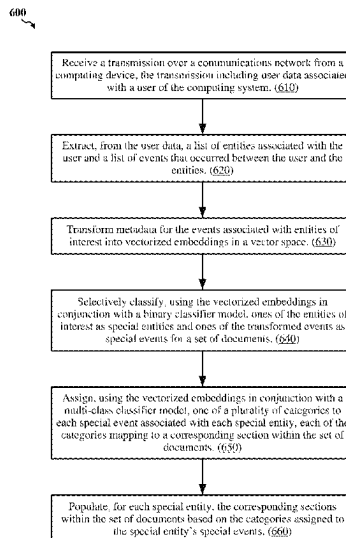 600
Receive a transmission over a communications network from a
computing device, the transmission including user data associated
with a user of the computing system. (610)
Extract, from the user data, a list of entities associated with the
user and a list of events that occurred between the user and the
entities. (620)
Transform metadata for the events associated with entities of
interest into vectorized embeddings in a vector space. (630)
Selectively classify, using the vectorized embeddings in
conjunction with a binary classifier model, ones of the entities of
interest as special entities and ones of the transformed events as
special events for a set of documents. (640)
Assign, using the vectorized embeddings in conjunction with a
multi-class classifier model, one of a plurality of categories to
each special event associated with each special entity, each of the
categories mapping to a corresponding section within the set of
documents. (650)
Populate, for each special entity, the corresponding sections
within the set of documents based on the categories assigned to
the special entity's special events. (660)